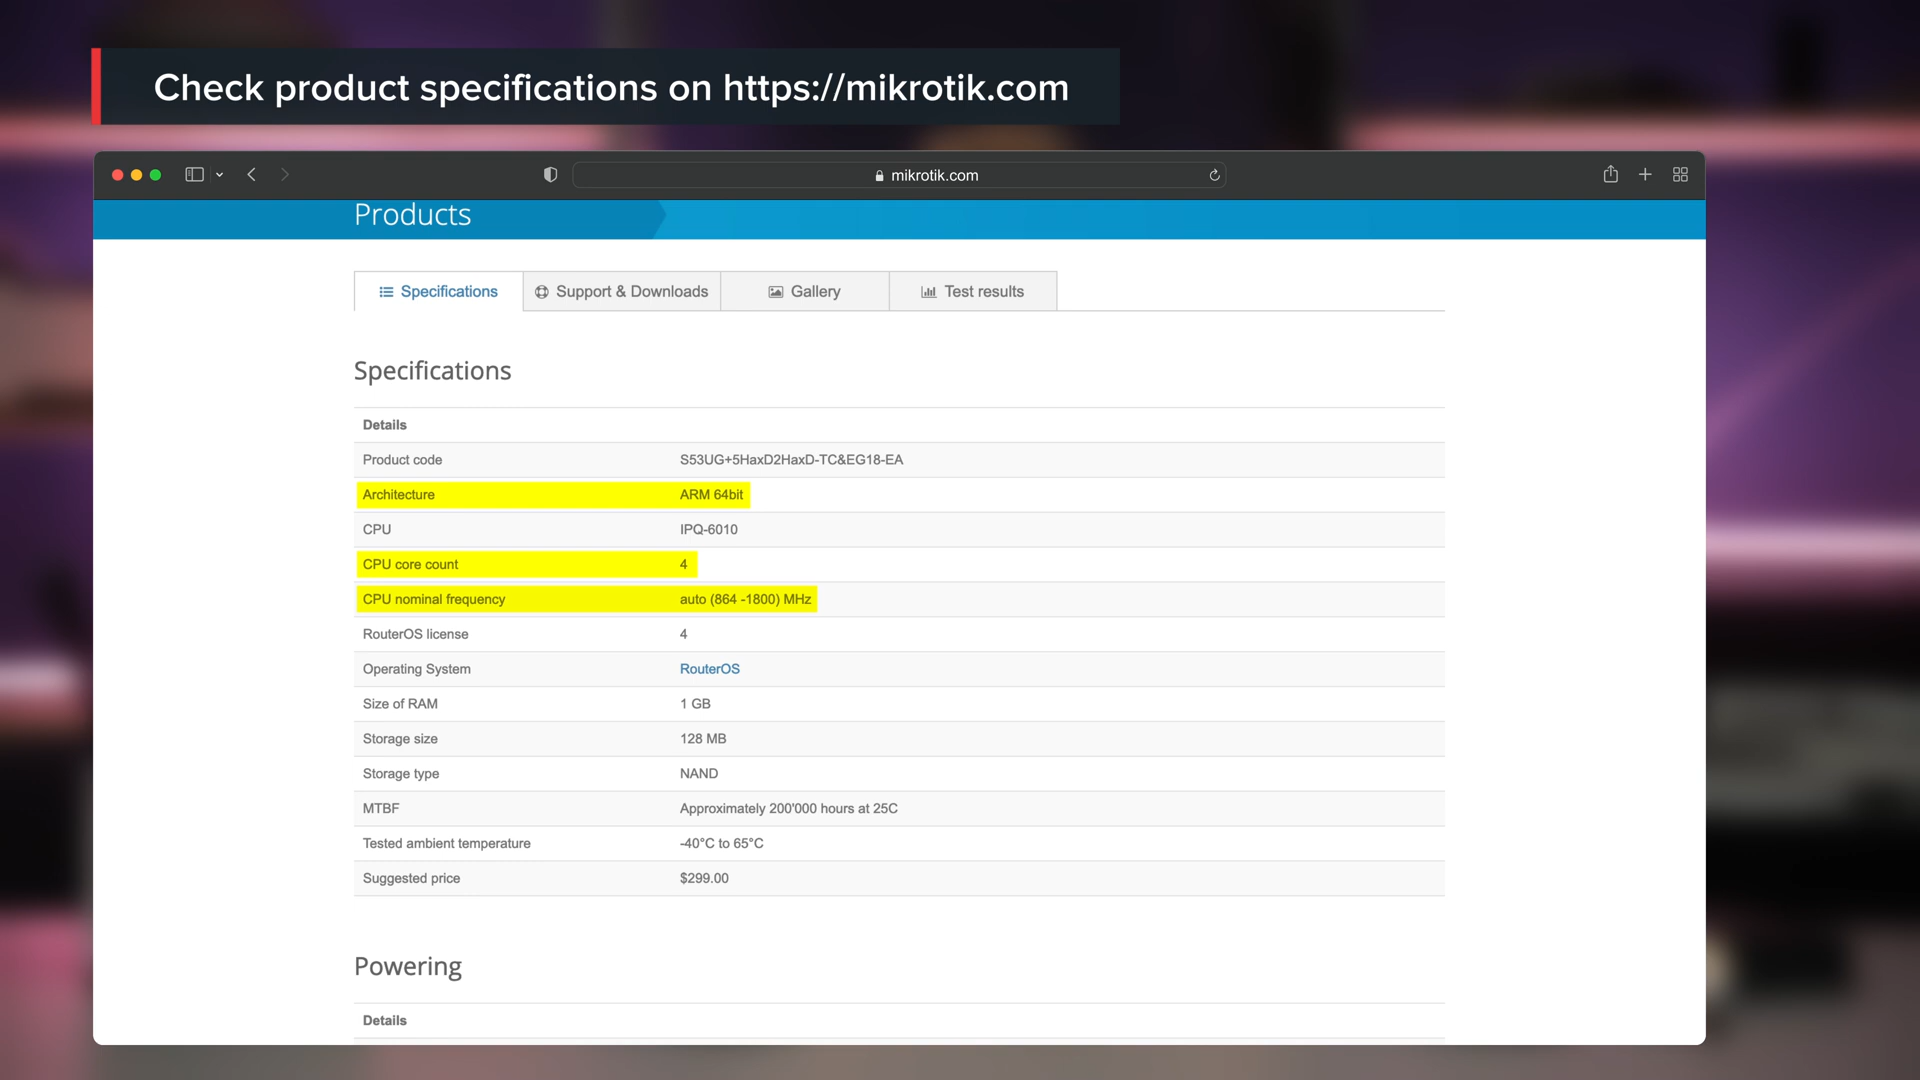 Check product specifications on https://mikrotik.com
mikrotik.com
Products
Specifications
Support & Downloads
Gallery
Test results
Specifications
Details
Product code S53UG+5HaxD2HaxD-TC&EG18-EA
Architecture ARM 64bit
CPU IPQ-6010
CPU core count 4
CPU nominal frequency auto (864 -1800) MHz
RouterOS license 4
Operating System RouterOS
Size of RAM 1 GB
Storage size 128 MB
Storage type NAND
MTBF Approximately 200'000 hours at 25C
Tested ambient temperature -40°C to 65°C
Suggested price $299.00
Powering
Details